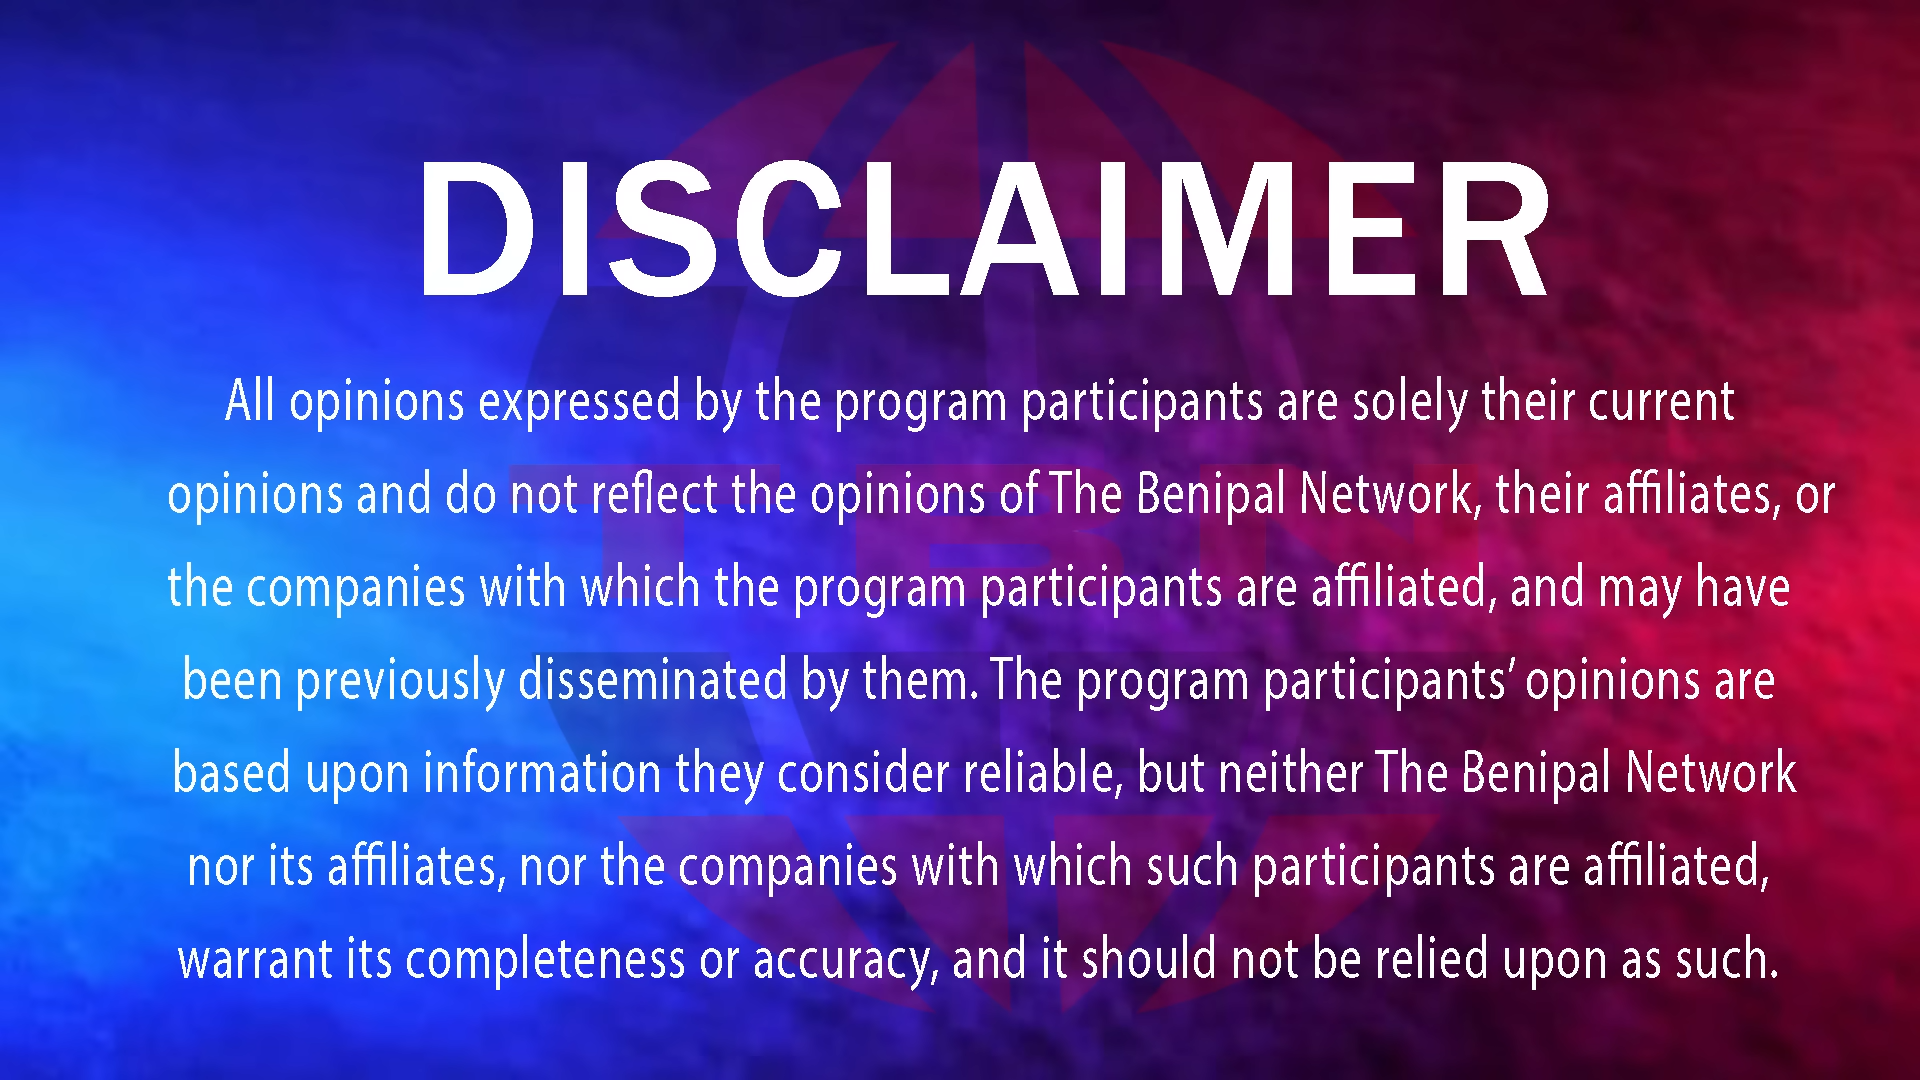 DISCLAIMER
All opinions expressed by the program participants are solely their current
opinions and do not reflect the opinions of The Benipal Network, their affiliates, or
the companies with which the program participants are affiliated, and may have
been previously disseminated by them. The program participants’ opinions are
based upon information they consider reliable, but neither The Benipal Network
nor its affiliates, nor the companies with which such participants are affiliated,
warrant its completeness or accuracy, and it should not be relied upon as such.
TBN